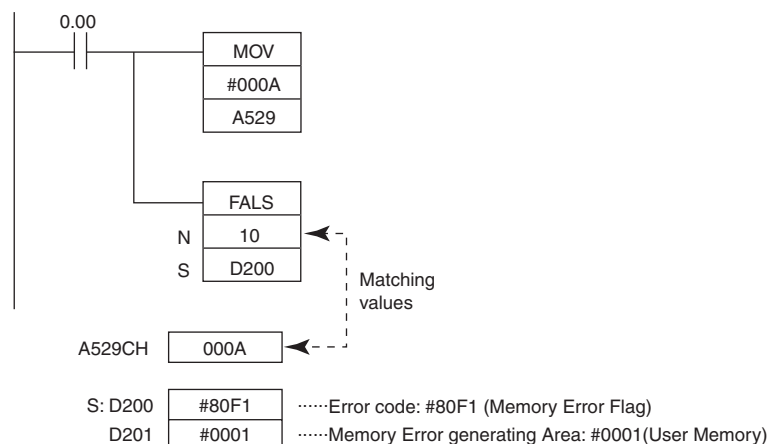 0.00
MOV
#000A
A529
FALS
N 10
S D200
Matching
values
A529CH 000A
S: D200 #80F1 ······Error code: #80F1 (Memory Error Flag)
D201 #0001 ······Memory Error generating Area: #0001(User Memory)